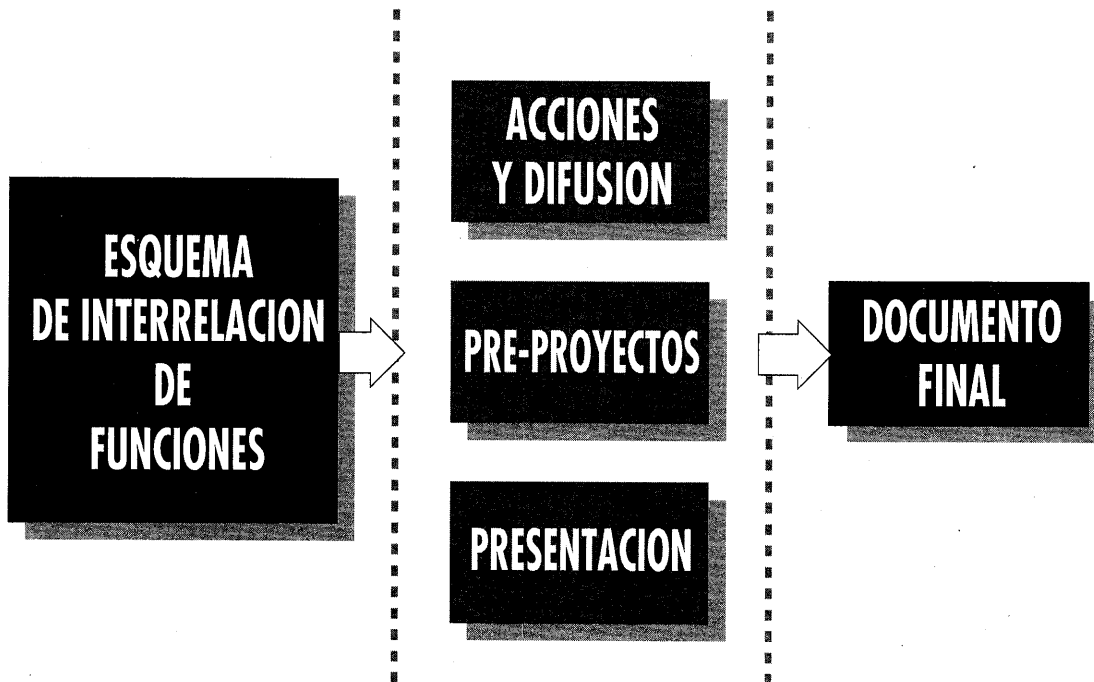 ESQUEMA
DE INTERRELACION
DE
FUNCIONES
ACCIONES
Y DIFUSION
PRE-PROYECTOS
PRESENTACION
DOCUMENTO
FINAL